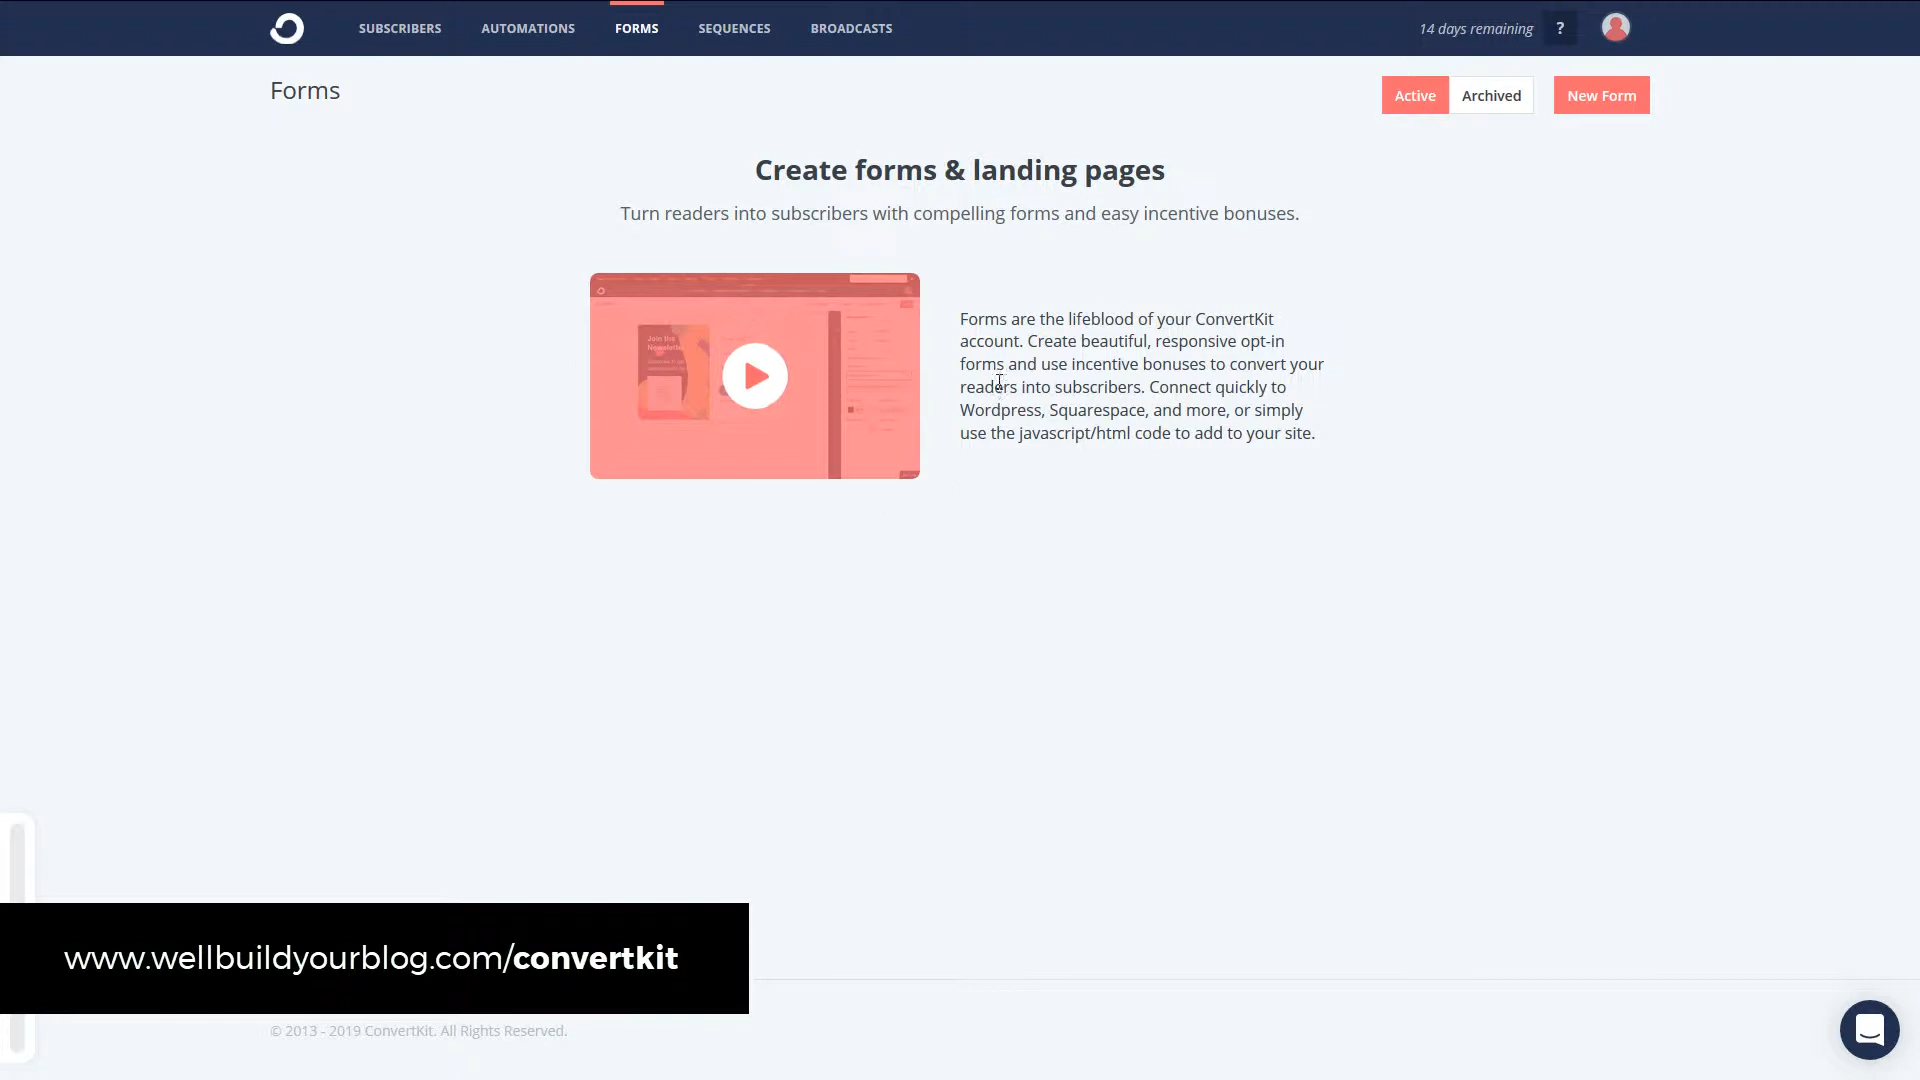 SUBSCRIBERS AUTOMATIONS FORMS SEQUENCES BROADCASTS 14 days remaining ?
Forms
Active Archived New Form
Create forms & landing pages
Turn readers into subscribers with compelling forms and easy incentive bonuses.
Join the
Newsletter
Forms are the lifeblood of your ConvertKit
account. Create beautiful, responsive opt-in
forms and use incentive bonuses to convert your
readers into subscribers. Connect quickly to
Wordpress, Squarespace, and more, or simply
use the javascript/html code to add to your site.
www.wellbuildyourblog.com/convertkit
© 2013 - 2019 ConvertKit. All Rights Reserved.